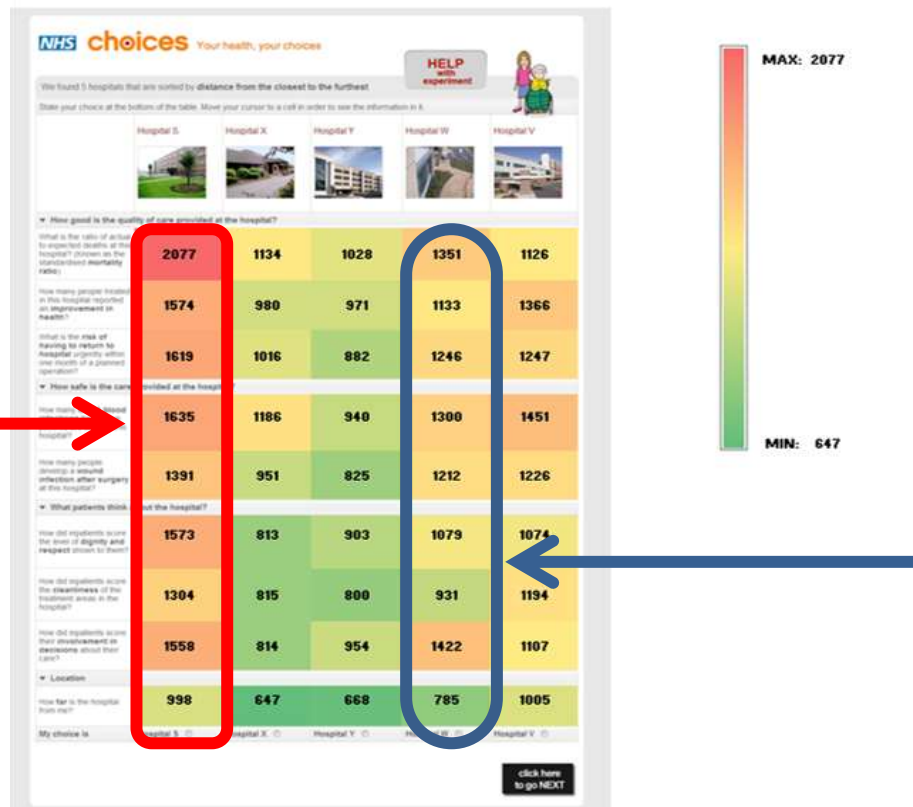 NHS choices Your health, your choices
HELP
with
experiment
We found 5 hospitals that are sorted by distance from the closest to the furthest
State your choice at the bottom of the table. Move your cursor to a cell in order to see the information in it.
Hospital S Hospital X Hospital Y Hospital W Hospital V
How good is the quality of care provided at the hospital?
What is the ratio of actual
to expected deaths at the
hospital? (known as the
standardised mortality
ratio)
2077 1134 1028 1351 1126
How many people treated
in this hospital reported
an improvement in
health?
1574 980 971 1133 1366
What is the risk of
having to return to
hospital urgently within
one month of a planned
operation?
1619 1016 882 1246 1247
How safe is the care provided at the hospital?
How many blood
hospital?
1635 1186 940 1300 1451
How many people
develop a wound
infection after surgery
at this hospital?
1391 951 825 1212 1226
What patients think about the hospital?
How did inpatients score
the level of dignity and
respect shown to them?
1573 813 903 1079 1074
How did inpatients score
the cleanliness of the
treatment areas in the
hospital?
1304 815 800 931 1194
How did inpatients score
their involvement in
decisions about their
care?
1558 814 954 1422 1107
Location
How far is the hospital
from me?
998 647 668 785 1005
My choice is Hospital S Hospital X Hospital Y Hospital W Hospital V
click here
to go NEXT
MAX: 2077
MIN: 647